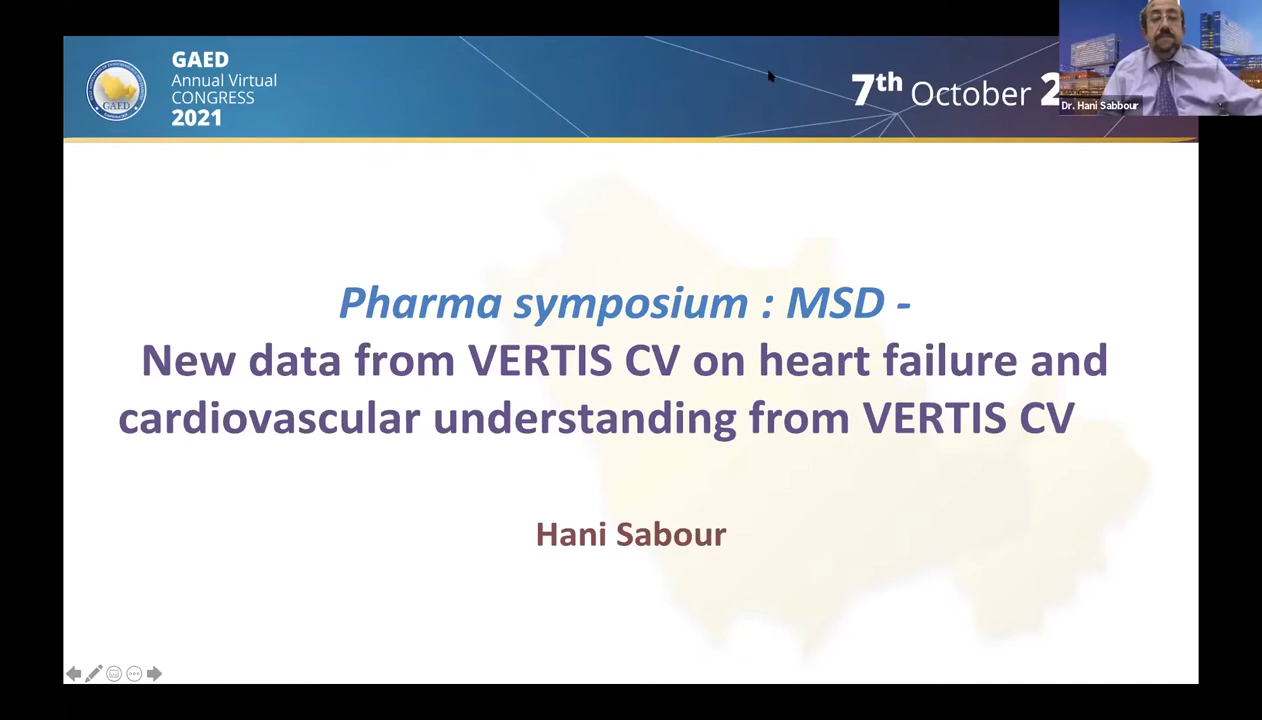 GAED
Annual Virtual
CONGRESS
2021
7th October 2
Dr. Hani Sabbour
GAED
Pharma symposium : MSD -
New data from VERTIS CV on heart failure and
cardiovascular understanding from VERTIS CV
Hani Sabour